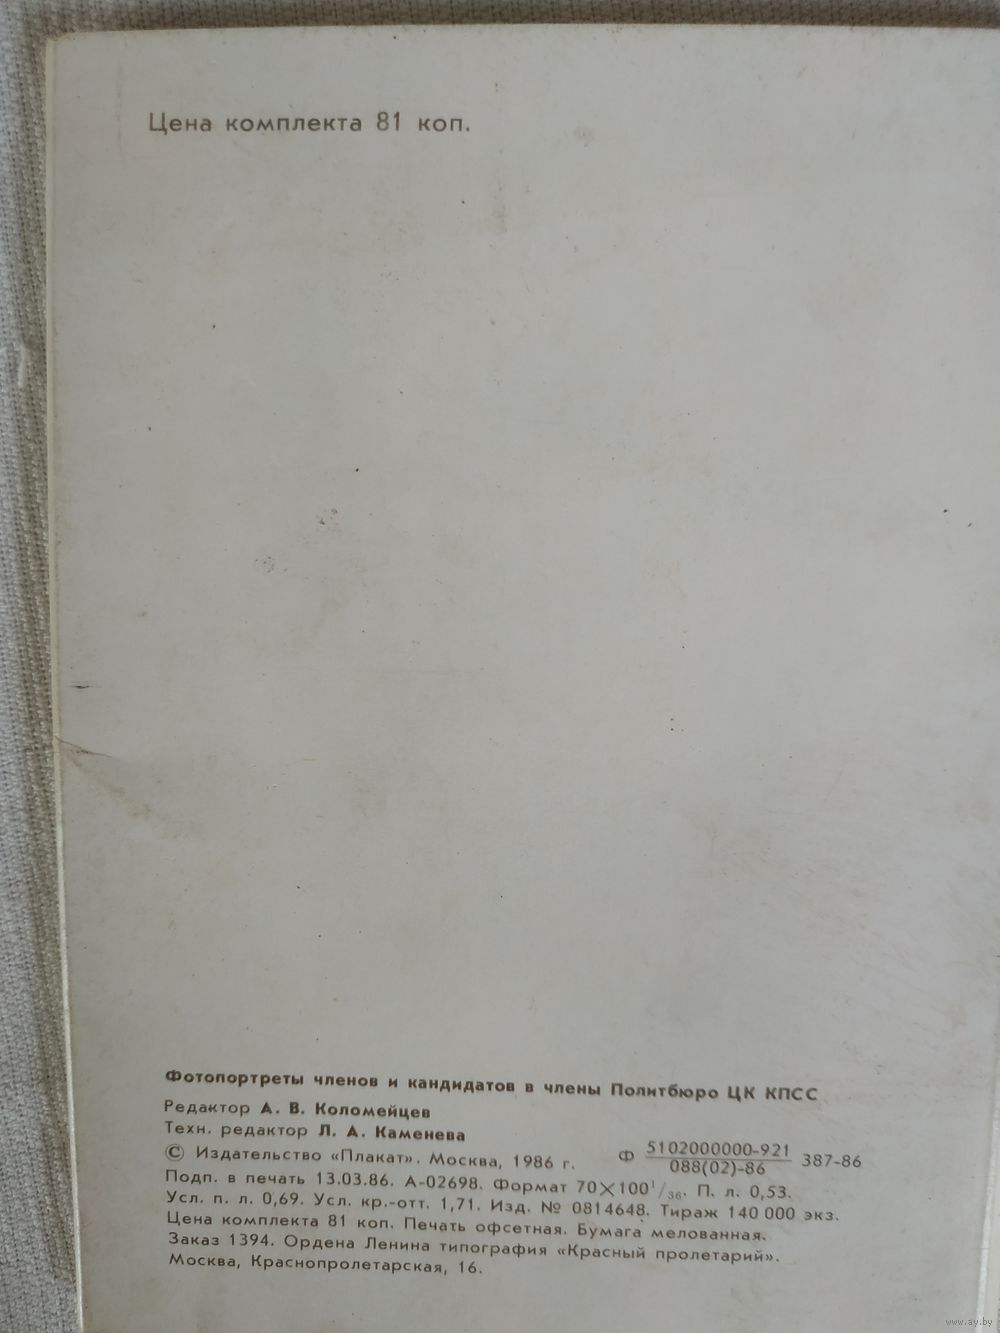 Цена комплекта 81 коп.
Фотопортреты членов и кандидатов в члены Политбюро ЦК КПСС
Редактор А. В. Коломейцев
Техн. редактор Л. А. Каменева
© Издательство «Плакат». Москва, 1986 г. Ф 5102000000-921/088(02)-86 387-86
Подп. в печать 13.03.86. А-02698. Формат 70×100¹/₃₆. П. л. 0,53.
Усл. п. л. 0,69. Усл. кр.-отт. 1,71. Изд. № 0814648. Тираж 140 000 экз.
Цена комплекта 81 коп. Печать офсетная. Бумага мелованная.
Заказ 1394. Ордена Ленина типография «Красный пролетарий».
Москва, Краснопролетарская, 16.
www.ay.by